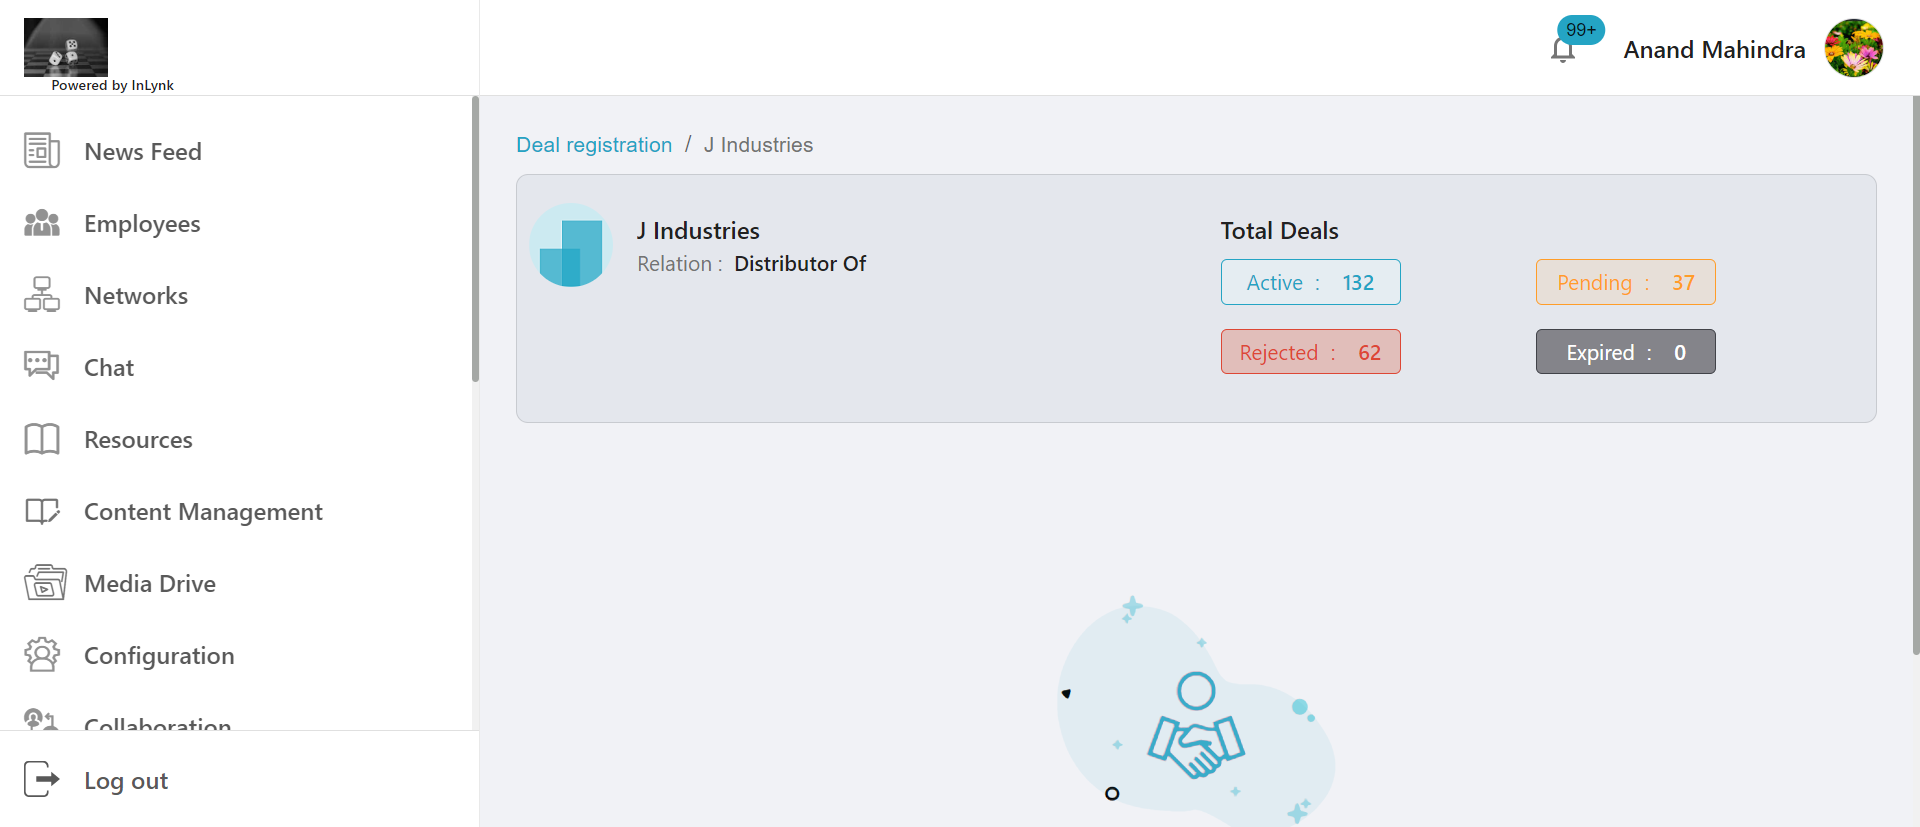 Powered by InLynk
99+
Anand Mahindra
News Feed
Employees
Networks
Chat
Resources
Content Management
Media Drive
Configuration
Collaboration
Log out
Deal registration / J Industries
J Industries
Relation : Distributor Of
Total Deals
Active : 132
Pending : 37
Rejected : 62
Expired : 0